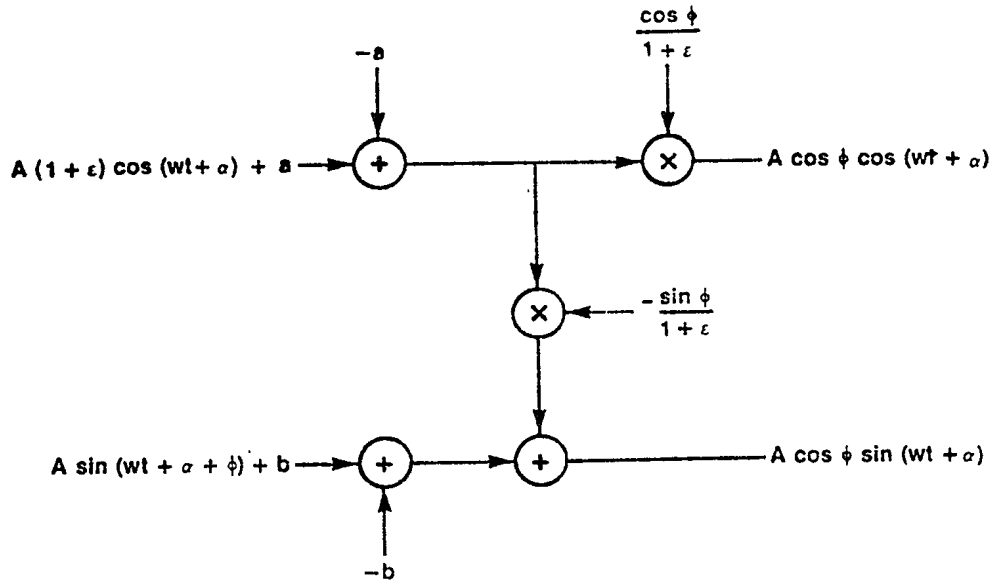 cos ϕ
1 + ε
-a
A (1 + ε) cos (wt + α) + a
+
×
A cos ϕ cos (wt + α)
×
- sin ϕ
1 + ε
A sin (wt + α + ϕ) + b
+
+
A cos ϕ sin (wt + α)
-b